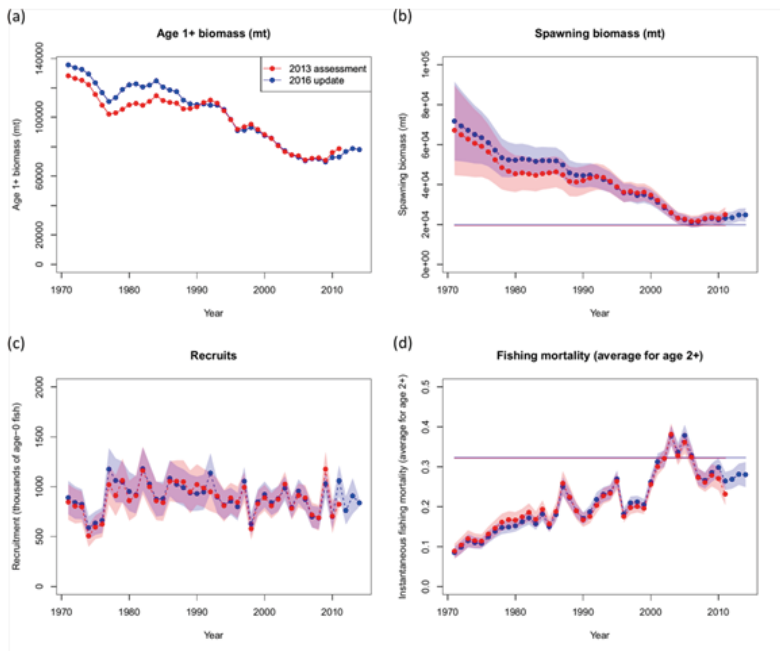 (a)
Age 1+ biomass (mt)
2013 assessment
2016 update
Age 1+ biomass (mt)
0
20000
60000
100000
140000
1970
1980
1990
2000
2010
Year
(b)
Spawning biomass (mt)
Spawning biomass (mt)
0e+00
2e+04
4e+04
6e+04
8e+04
1e+05
1970
1980
1990
2000
2010
Year
(c)
Recruits
Recruitment (thousands of age−0 fish)
0
500
1000
1500
2000
1970
1980
1990
2000
2010
Year
(d)
Fishing mortality (average for age 2+)
Instantaneous fishing mortality (average for age 2+)
0.0
0.1
0.2
0.3
0.4
0.5
1970
1980
1990
2000
2010
Year